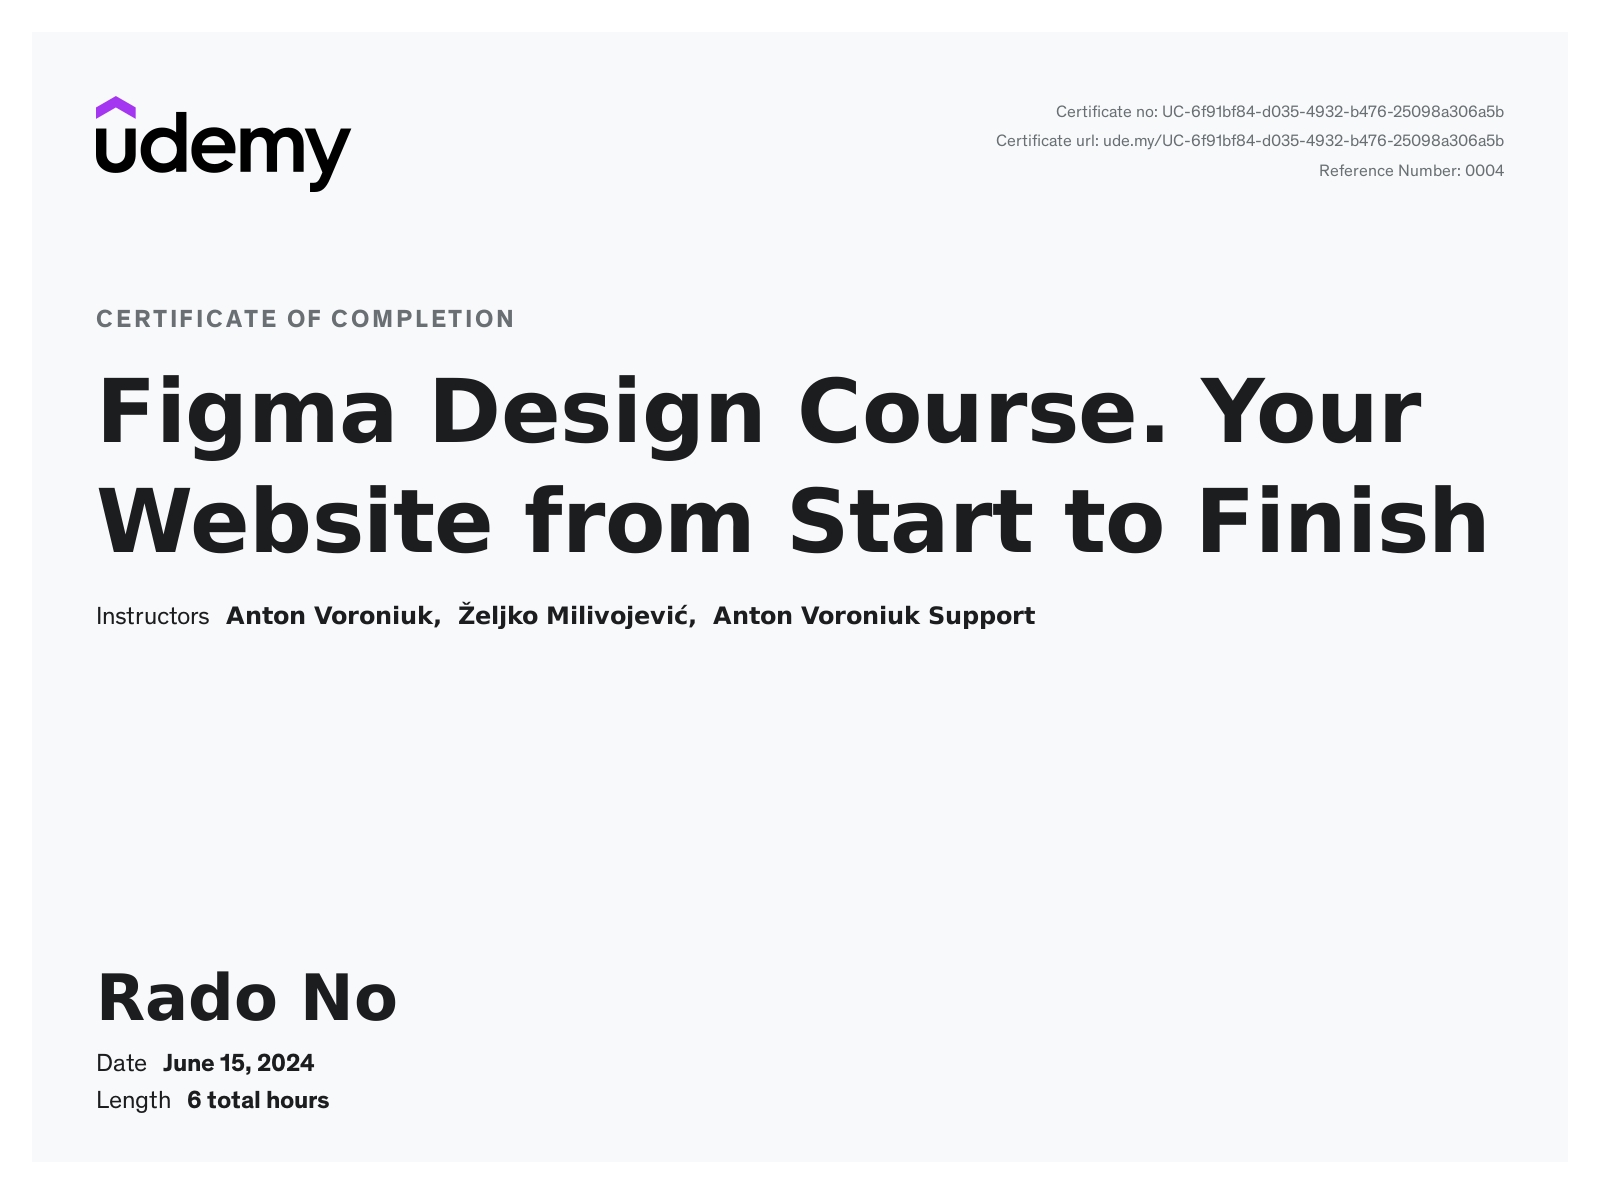 udemy
Certificate no: UC-6f91bf84-d035-4932-b476-25098a306a5b
Certificate url: ude.my/UC-6f91bf84-d035-4932-b476-25098a306a5b
Reference Number: 0004
CERTIFICATE OF COMPLETION
Figma Design Course. Your
Website from Start to Finish
Instructors Anton Voroniuk, Željko Milivojević, Anton Voroniuk Support
Rado No
Date June 15, 2024
Length 6 total hours